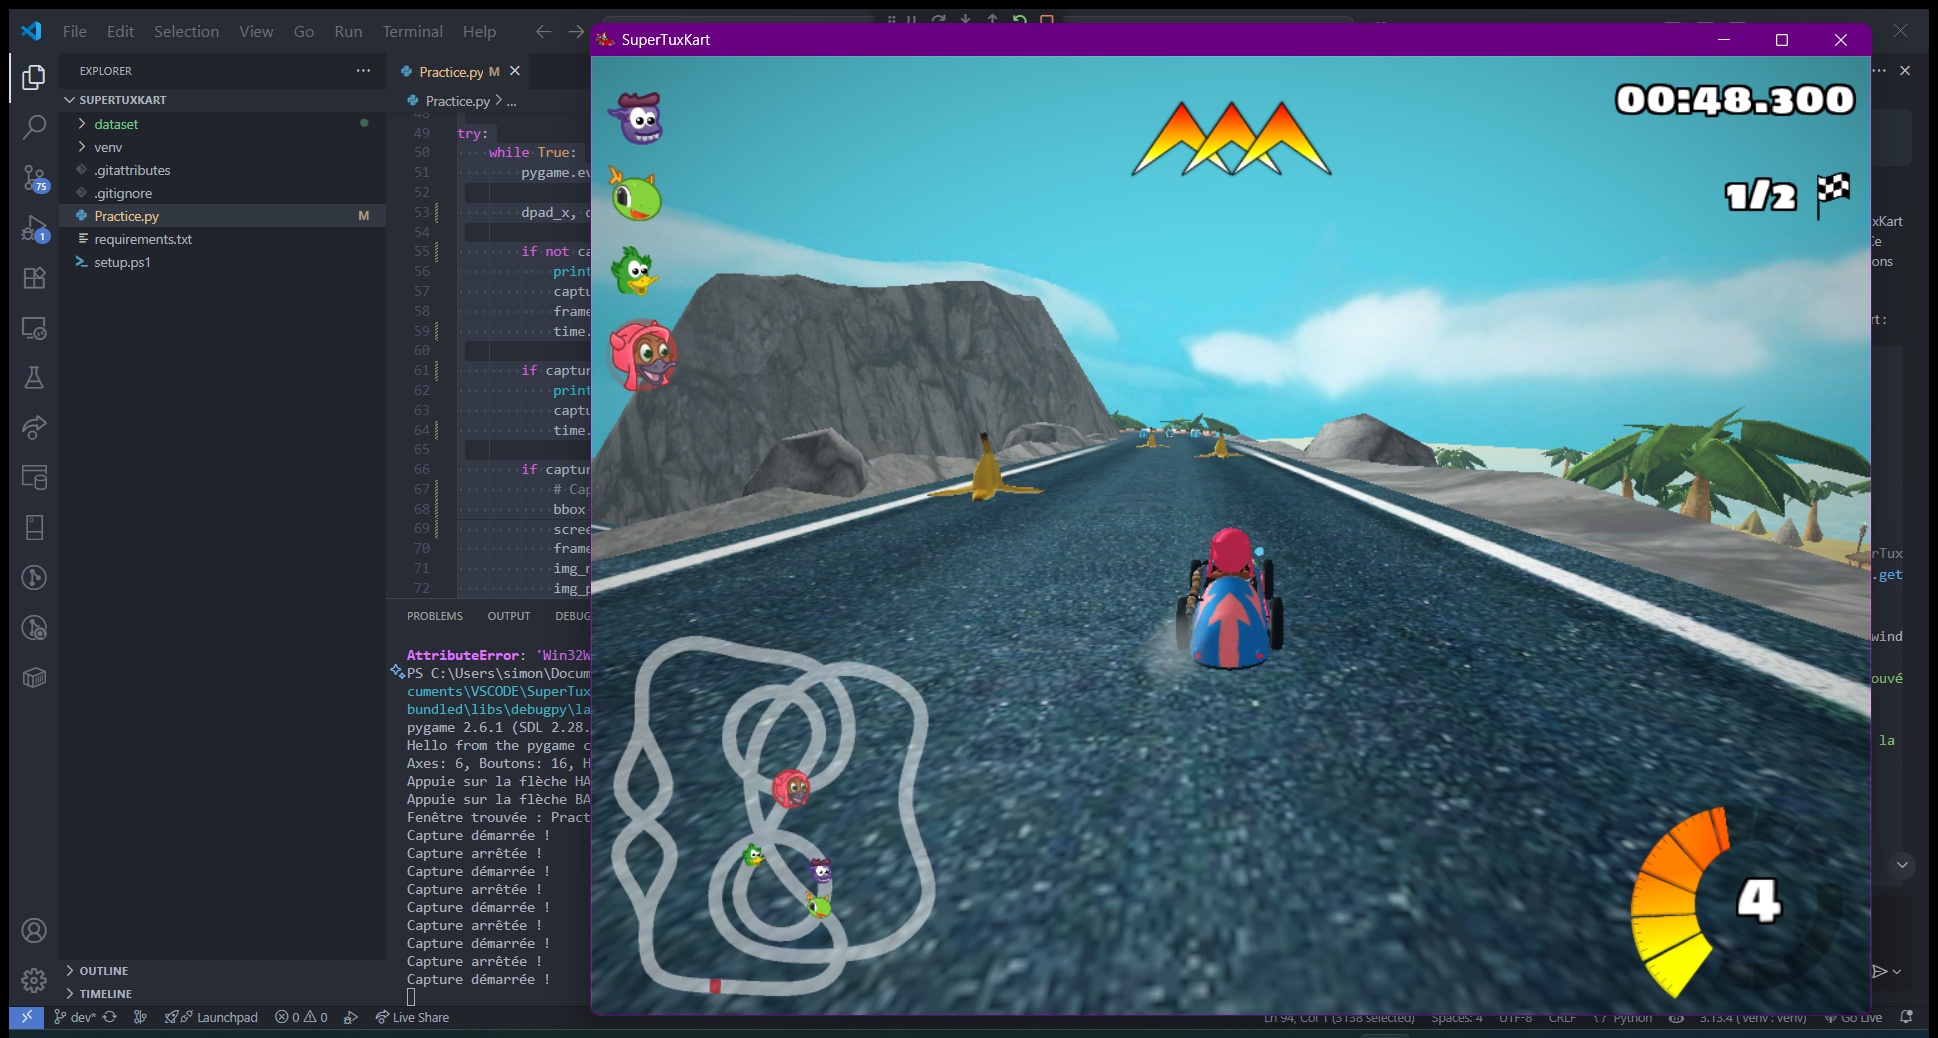 File Edit Selection View Go Run Terminal Help
SuperTuxKart
EXPLORER
SUPERTUXKART
dataset
venv
.gitattributes
.gitignore
Practice.py M
requirements.txt
setup.ps1
OUTLINE
TIMELINE
75
1
Practice.py M
Practice.py > ...
48
49 try:
50 while True:
51 pygame.ev
52
53 dpad_x, d
54
55 if not ca
56 print
57 captu
58 frame
59 time.
60
61 if captur
62 print
63 captu
64 time.
65
66 if captur
67 # Cap
68 bbox
69 scree
70 frame
71 img_r
72 img_p
PROBLEMS OUTPUT DEBUG
AttributeError: 'Win32W
PS C:\Users\simon\Docum
cuments\VSCODE\SuperTux
bundled\libs\debugpy\la
pygame 2.6.1 (SDL 2.28.
Hello from the pygame c
Axes: 6, Boutons: 16, H
Appuie sur la flèche HA
Appuie sur la flèche BA
Fenêtre trouvée : Pract
Capture démarrée !
Capture arrêtée !
Capture démarrée !
Capture arrêtée !
Capture démarrée !
Capture arrêtée !
Capture démarrée !
Capture arrêtée !
Capture démarrée !
00:48.300
1/2
4
xKart
ons
rt:
rTux
.get
wind
ouvé
la
dev* Launchpad 0 0 Live Share
Ln 94, Col 1 (3138 selected) Spaces: 4 UTF-8 CRLF Python 3.13.4 ('venv': venv) Go Live